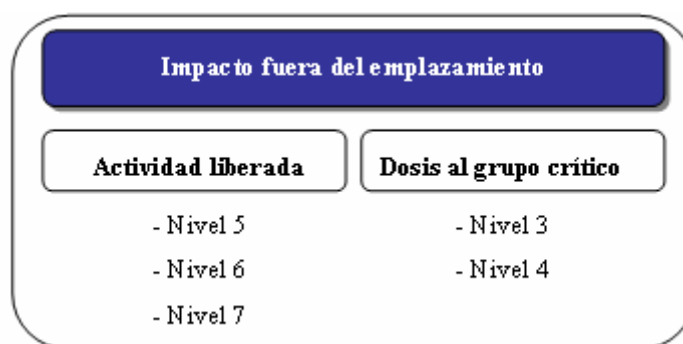 Impacto fuera del emplazamiento
Actividad liberada
Dosis al grupo crítico
- Nivel 5
- Nivel 6
- Nivel 7
- Nivel 3
- Nivel 4